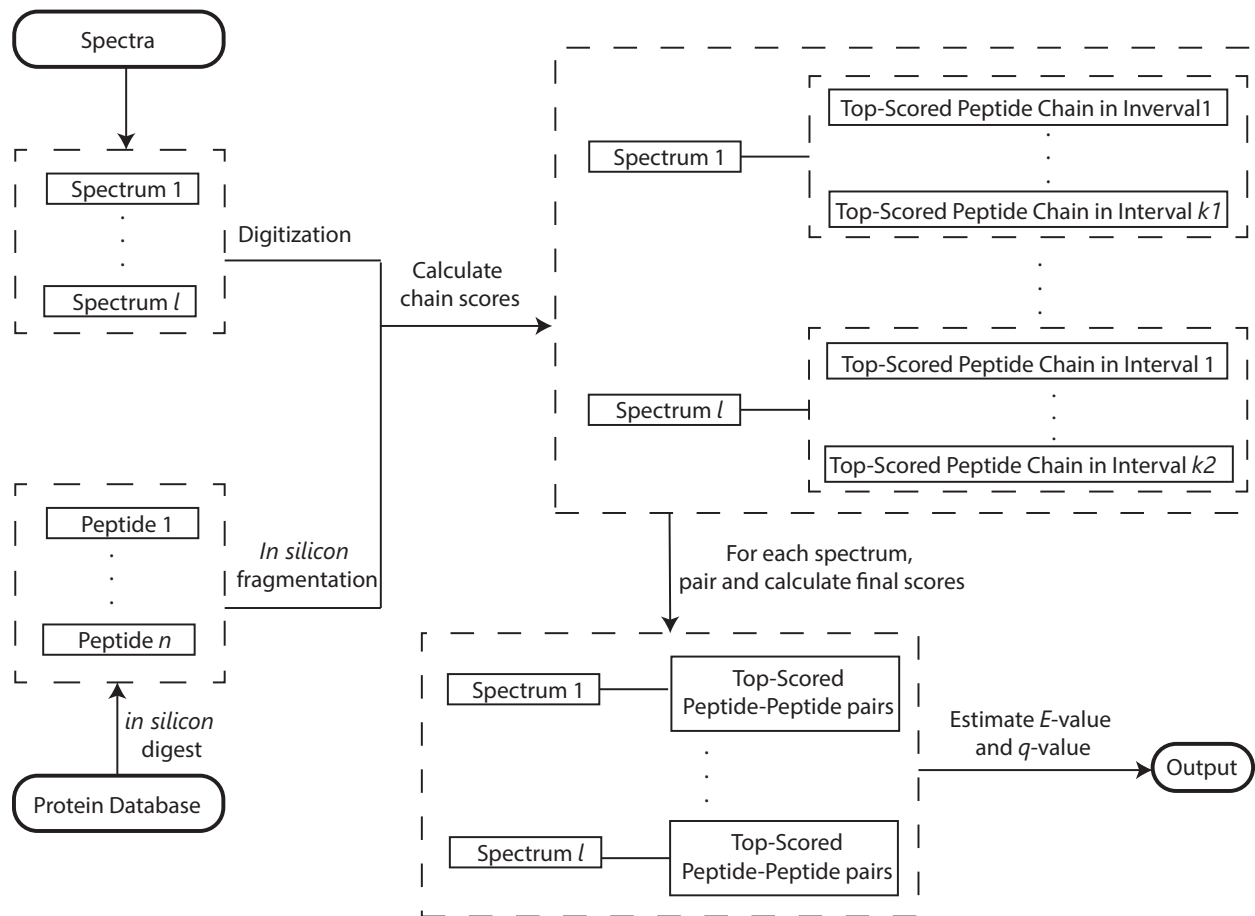 Spectra
Spectrum 1
Spectrum l
Digitization
Calculate
chain scores
Peptide 1
Peptide n
In silicon
fragmentation
in silicon
digest
Protein Database
Spectrum 1
Top-Scored Peptide Chain in Inverval1
Top-Scored Peptide Chain in Interval k1
Spectrum l
Top-Scored Peptide Chain in Interval 1
Top-Scored Peptide Chain in Interval k2
For each spectrum,
pair and calculate final scores
Spectrum 1
Top-Scored
Peptide-Peptide pairs
Spectrum l
Top-Scored
Peptide-Peptide pairs
Estimate E-value
and q-value
Output